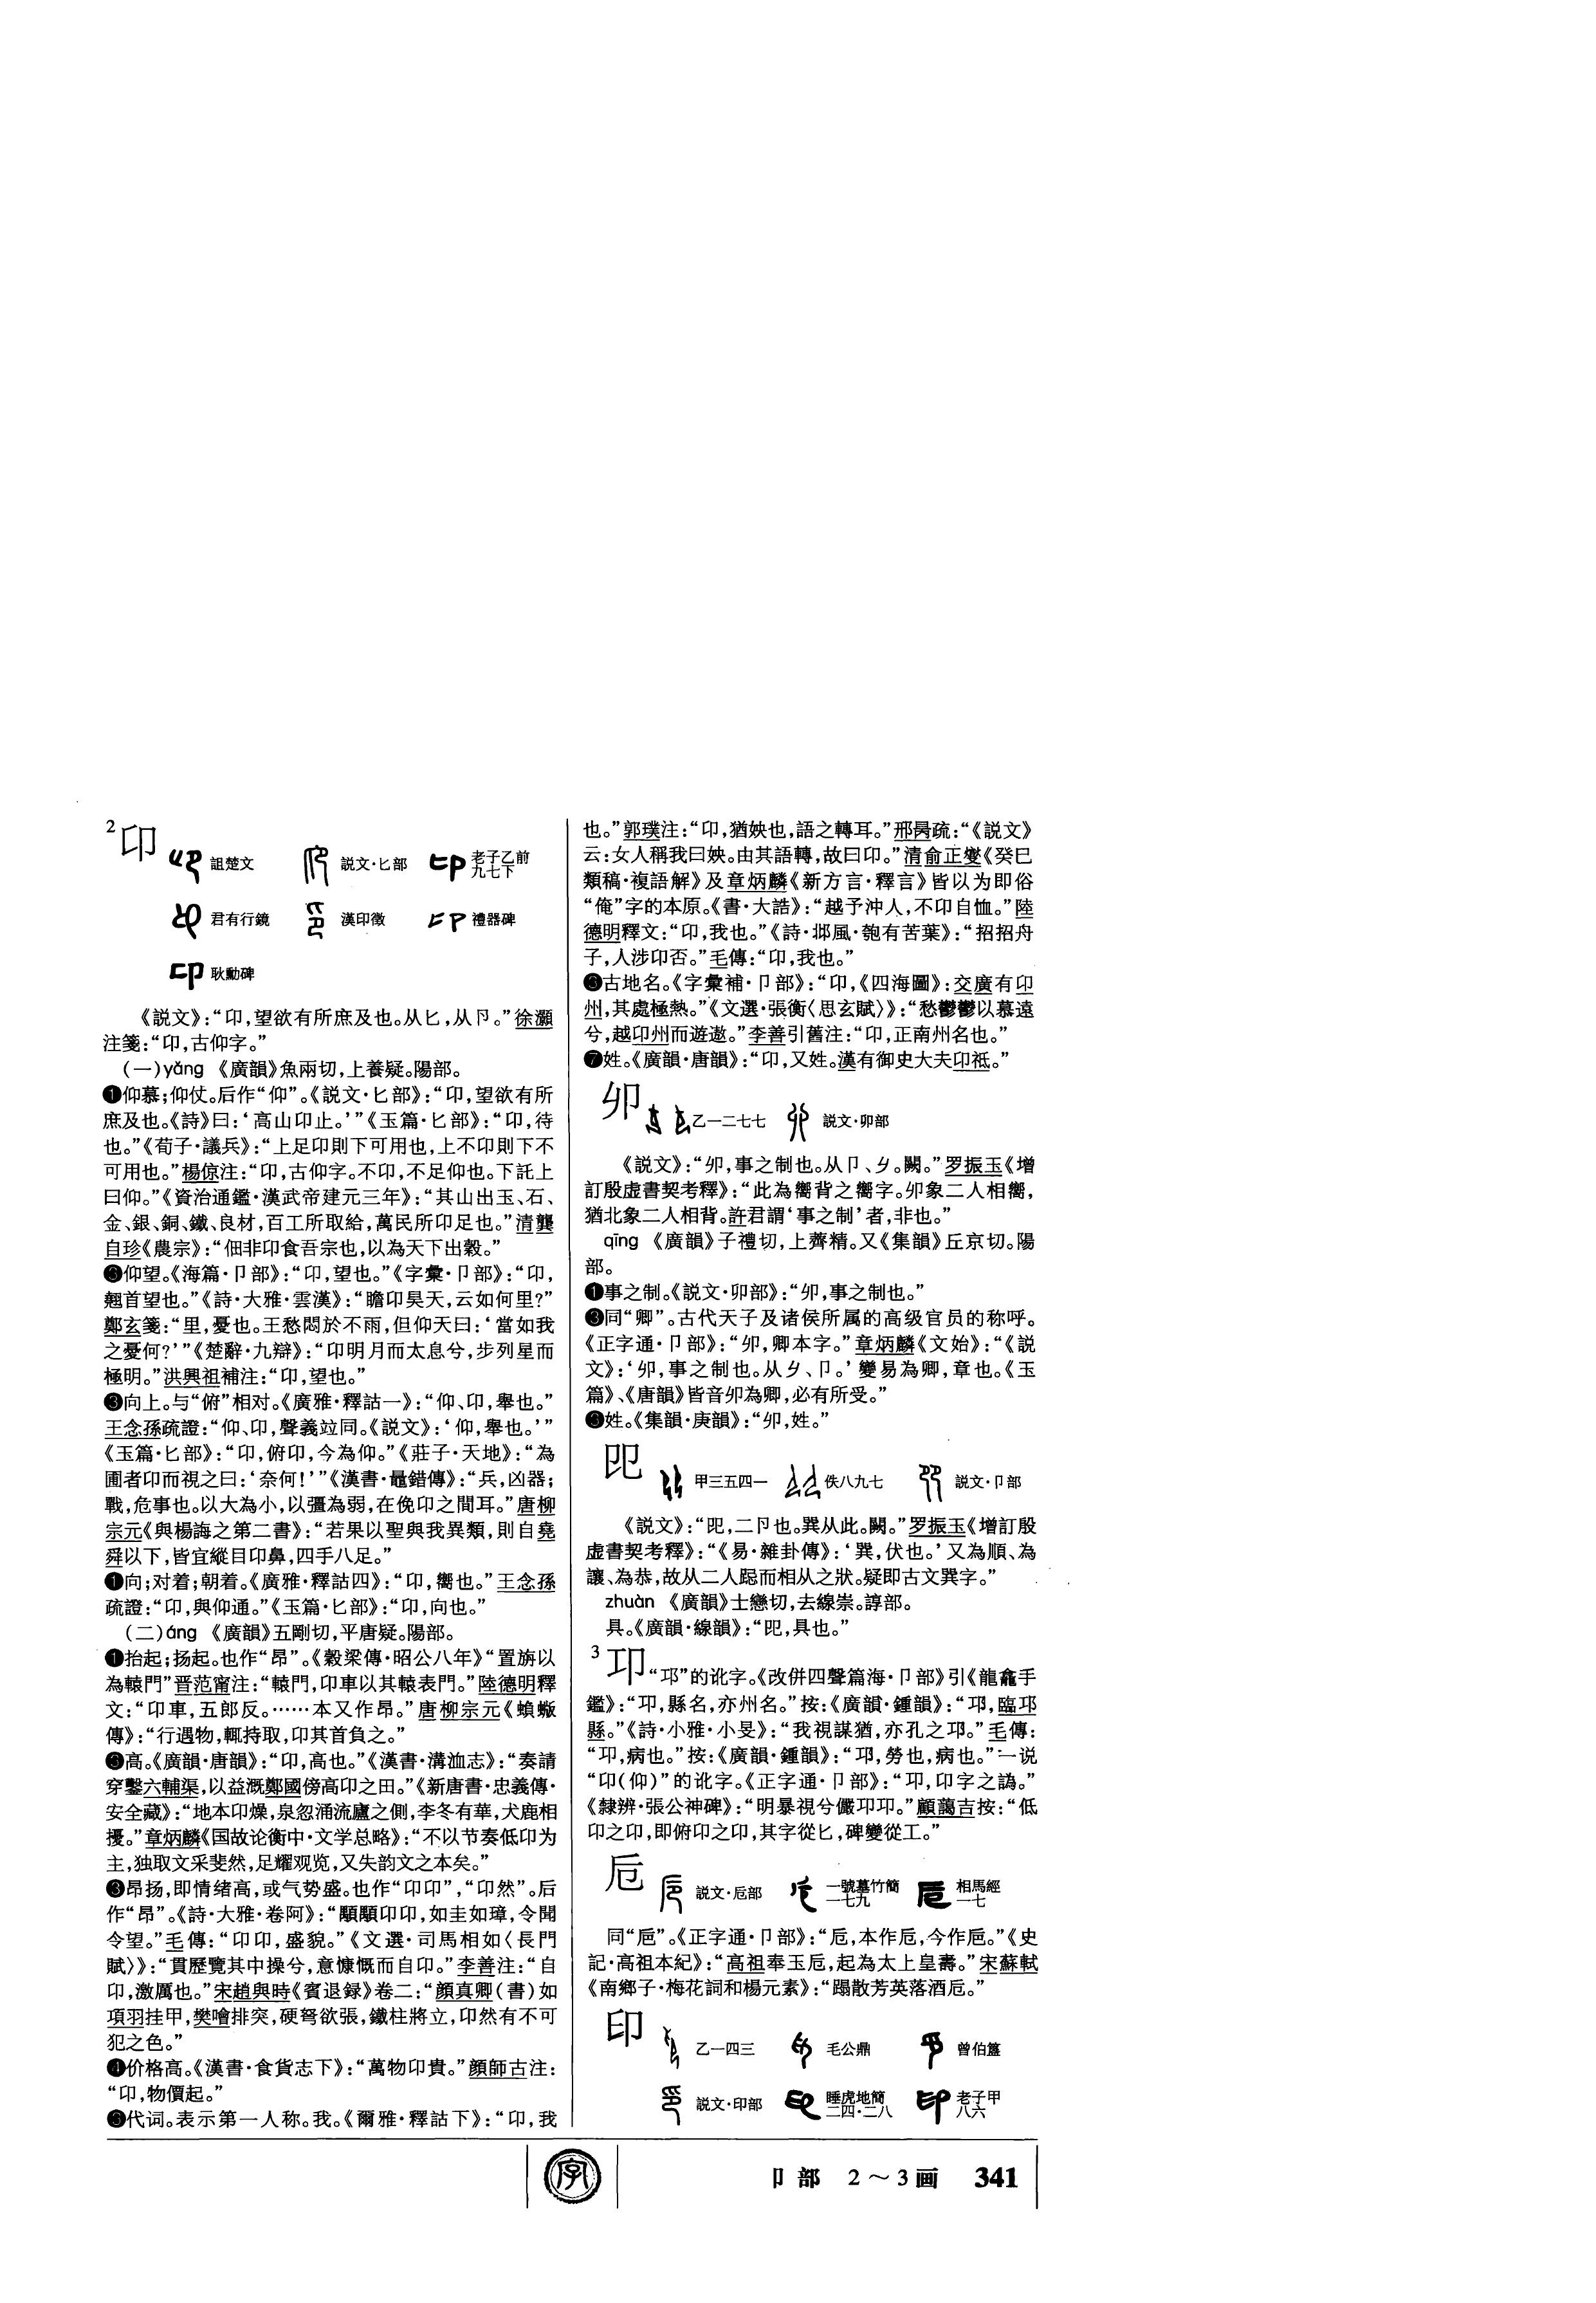 2
卬
詛楚文 説文·匕部 老子乙前九七下
君有行鏡 漢印徵 禮器碑
耿勳碑
《説文》：“卬，望欲有所庶及也。从匕，从卪。”徐灝
注箋：“卬，古仰字。”
（一）yǎng 《廣韻》魚兩切，上養疑。陽部。
❶仰慕；仰仗。后作“仰”。《説文·匕部》：“卬，望欲有所
庶及也。《詩》曰：‘高山卬止。’”《玉篇·匕部》：“卬，待
也。”《荀子·議兵》：“上足卬則下可用也，上不卬則下不
可用也。”楊倞注：“卬，古仰字。不卬，不足仰也。下託上
曰仰。”《資治通鑑·漢武帝建元三年》：“其山出玉、石、
金、銀、銅、鐵、良材，百工所取給，萬民所卬足也。”清龔
自珍《農宗》：“佃非卬食吾宗也，以為天下出穀。”
❷仰望。《海篇·卩部》：“卬，望也。”《字彙·卩部》：“卬，
翹首望也。”《詩·大雅·雲漢》：“瞻卬昊天，云如何里？”
鄭玄箋：“里，憂也。王愁悶於不雨，但仰天曰：‘當如我
之憂何？’”《楚辭·九辯》：“卬明月而太息兮，步列星而
極明。”洪興祖補注：“卬，望也。”
❸向上。与“俯”相对。《廣雅·釋詁一》：“仰、卬，舉也。”
王念孫疏證：“仰、卬，聲義竝同。《説文》：‘仰，舉也。’”
《玉篇·匕部》：“卬，俯卬，今為仰。”《莊子·天地》：“為
圃者卬而視之曰：‘奈何！’”《漢書·鼂錯傳》：“兵，凶器；
戰，危事也。以大為小，以彊為弱，在俛卬之間耳。”唐柳
宗元《與楊誨之第二書》：“若果以聖與我異類，則自堯
舜以下，皆宜縱目卬鼻，四手八足。”
❹向；对着；朝着。《廣雅·釋詁四》：“卬，嚮也。”王念孫
疏證：“卬，與仰通。”《玉篇·匕部》：“卬，向也。”
（二）áng 《廣韻》五剛切，平唐疑。陽部。
❶抬起；扬起。也作“昂”。《穀梁傳·昭公八年》“置旃以
為轅門”晋范甯注：“轅門，卬車以其轅表門。”陸德明釋
文：“卬車，五郎反。……本又作昂。”唐柳宗元《蝜蝂
傳》：“行遇物，輒持取，卬其首負之。”
❷高。《廣韻·唐韻》：“卬，高也。”《漢書·溝洫志》：“奏請
穿鑿六輔渠，以益溉鄭國傍高卬之田。”《新唐書·忠義傳·
安金藏》：“地本卬燥，泉忽涌流廬之側，李冬有華，犬鹿相
擾。”章炳麟《国故论衡中·文学总略》：“不以节奏低卬为
主，独取文采斐然，足耀观览，又失韵文之本矣。”
❸昂扬，即情绪高，或气势盛。也作“卬卬”，“卬然”。后
作“昂”。《詩·大雅·卷阿》：“顒顒卬卬，如圭如璋，令聞
令望。”毛傳：“卬卬，盛貌。”《文選·司馬相如〈長門
賦〉》：“貫歷覽其中操兮，意慷慨而自卬。”李善注：“自
卬，激厲也。”宋趙與時《賓退録》卷二：“顔真卿（書）如
項羽挂甲，樊噲排突，硬弩欲張，鐵柱將立，卬然有不可
犯之色。”
❹价格高。《漢書·食貨志下》：“萬物卬貴。”顔師古注：
“卬，物價起。”
❺代词。表示第一人称。我。《爾雅·釋詁下》：“卬，我
也。”郭璞注：“卬，猶姎也，語之轉耳。”邢昺疏：“《説文》
云：女人稱我曰姎。由其語轉，故曰卬。”清俞正燮《癸巳
類稿·複語解》及章炳麟《新方言·釋言》皆以为即俗
“俺”字的本原。《書·大誥》：“越予沖人，不卬自恤。”陸
德明釋文：“卬，我也。”《詩·邶風·匏有苦葉》：“招招舟
子，人涉卬否。”毛傳：“卬，我也。”
❻古地名。《字彙補·卩部》：“卬，《四海圖》：交廣有卬
州，其處極熱。”《文選·張衡〈思玄賦〉》：“愁鬱鬱以慕遠
兮，越卬州而遊遨。”李善引舊注：“卬，正南州名也。”
❼姓。《廣韻·唐韻》：“卬，又姓。漢有御史大夫卬祗。”
夘
乙一二七七 説文·卯部
《説文》：“夘，事之制也。从卩、𠨎。闕。”罗振玉《增
訂殷虚書契考釋》：“此為嚮背之嚮字。夘象二人相嚮，
猶北象二人相背。許君謂‘事之制’者，非也。”
qīng 《廣韻》子禮切，上薺精。又《集韻》丘京切。陽
部。
❶事之制。《説文·卯部》：“夘，事之制也。”
❷同“卿”。古代天子及诸侯所属的高级官员的称呼。
《正字通·卩部》：“夘，卿本字。”章炳麟《文始》：“《説
文》：‘夘，事之制也。从𠨎、卩。’變易為卿，章也。《玉
篇》、《唐韻》皆音夘為卿，必有所受。”
❸姓。《集韻·庚韻》：“夘，姓。”
㔾㔾
甲三五四一 佚八九七 説文·卩部
《説文》：“𠨎，二卪也。巽从此。闕。”罗振玉《增訂殷
虚書契考釋》：“《易·雜卦傳》：‘巽，伏也。’又為順、為
讓、為恭，故从二人跽而相从之狀。疑即古文巽字。”
zhuàn 《廣韻》士戀切，去線崇。諄部。
具。《廣韻·線韻》：“𠨎，具也。”
3
卭 “邛”的讹字。《改併四聲篇海·卩部》引《龍龕手
鑑》：“卭，縣名，亦州名。”按：《廣韻·鍾韻》：“邛，臨邛
縣。”《詩·小雅·小旻》：“我視謀猶，亦孔之邛。”毛傳：
“卭，病也。”按：《廣韻·鍾韻》：“邛，勞也，病也。”一说
“卬（仰）”的讹字。《正字通·卩部》：“卭，卬字之譌。”
《隸辨·張公神碑》：“明暴視兮儼卭卭。”顧藹吉按：“低
卬之卬，即俯卬之卬，其字從匕，碑變從工。”
卮
説文·卮部 一號墓竹簡一七九 相馬經一七
同“巵”。《正字通·卩部》：“卮，本作卮，今作巵。”《史
記·高祖本紀》：“高祖奉玉卮，起為太上皇壽。”宋蘇軾
《南鄉子·梅花詞和楊元素》：“蹋散芳英落酒卮。”
印
乙一四三 毛公鼎 曾伯簠
説文·印部 睡虎地簡二四·二八 老子甲八六
字
卩部 2～3画 341